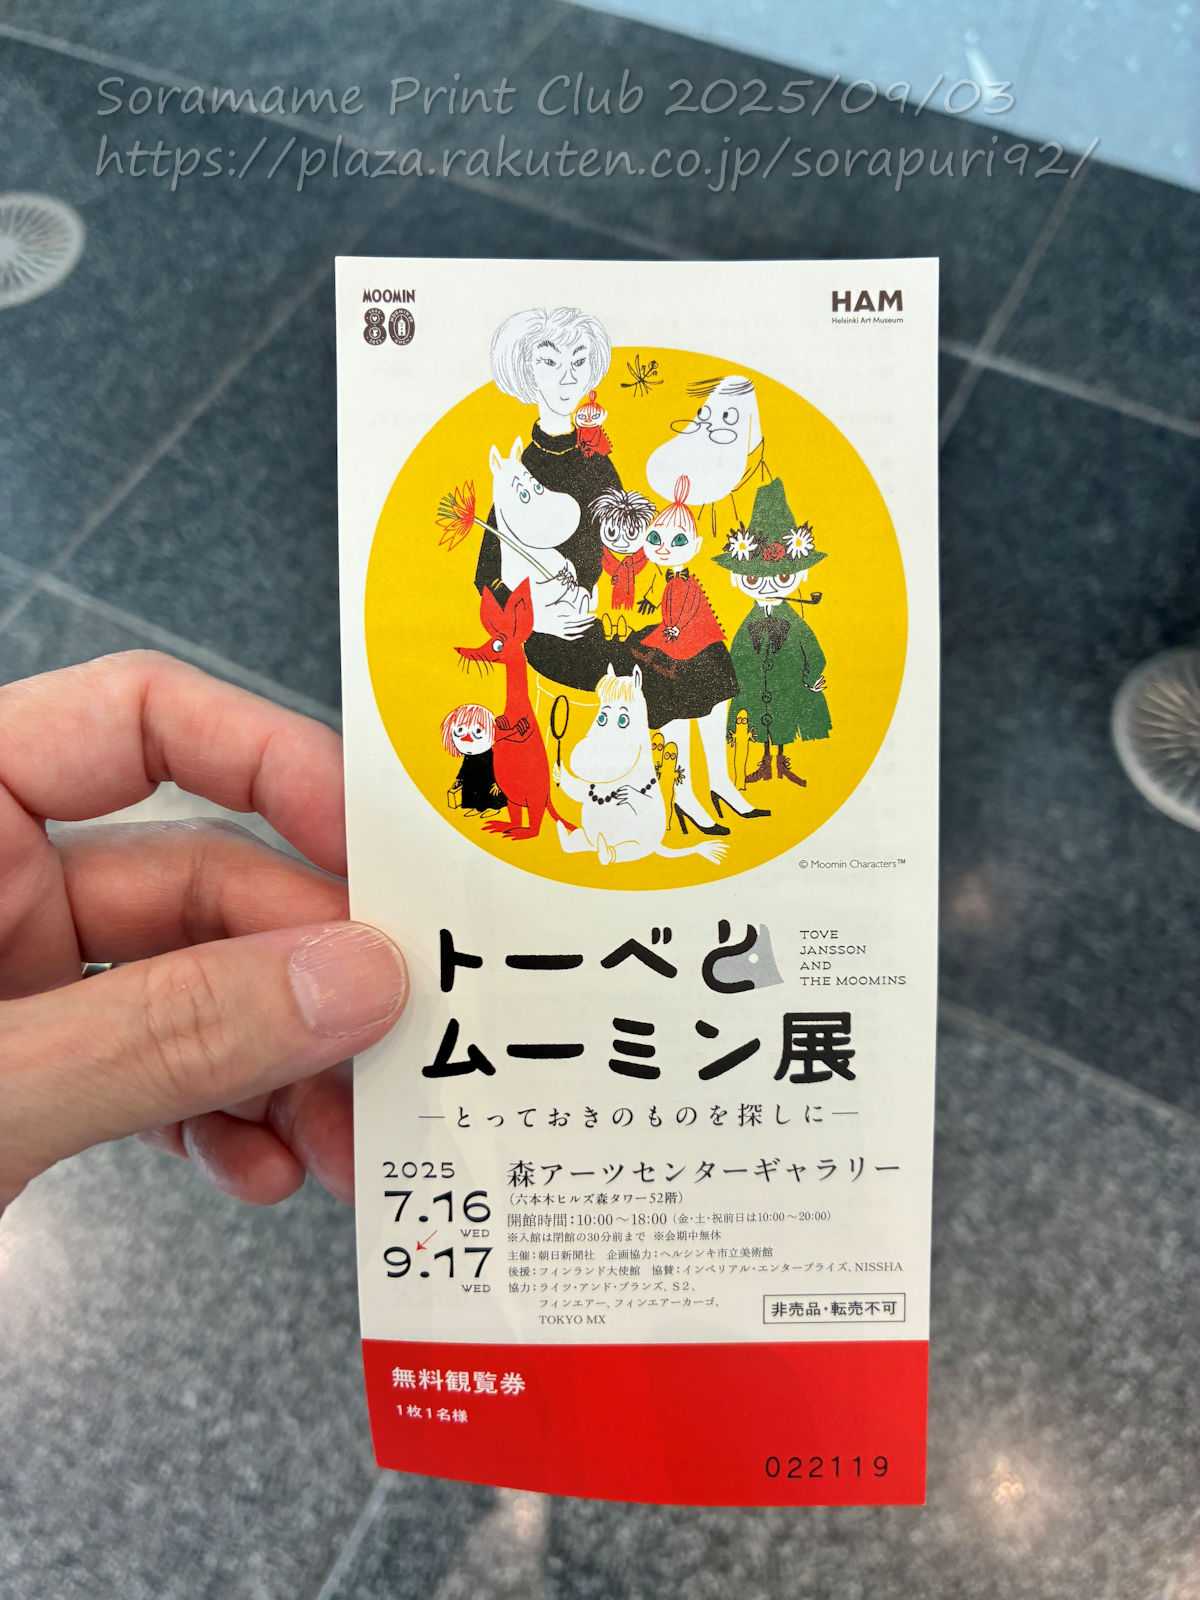 Soramame Print Club 2025/09/03
https://plaza.rakuten.co.jp/sorapuri92/
MOOMIN
80
HAM
Helsinki Art Museum
© Moomin Characters™
トーベと
ムーミン展
TOVE
JANSSON
AND
THE MOOMINS
—とっておきのものを探しに—
2025
7.16
WED
9.17
WED
森アーツセンターギャラリー
（六本木ヒルズ森タワー52階）
開館時間：10:00～18:00（金・土・祝前日は10:00～20:00）
※入館は閉館の30分前まで ※会期中無休
主催：朝日新聞社 企画協力：ヘルシンキ市立美術館
後援：フィンランド大使館 協賛：インペリアル・エンタープライズ、NISSHA
協力：ライツ・アンド・ブランズ、S2、
フィンエアー、フィンエアーカーゴ、
TOKYO MX
非売品・転売不可
無料観覧券
1枚1名様
022119